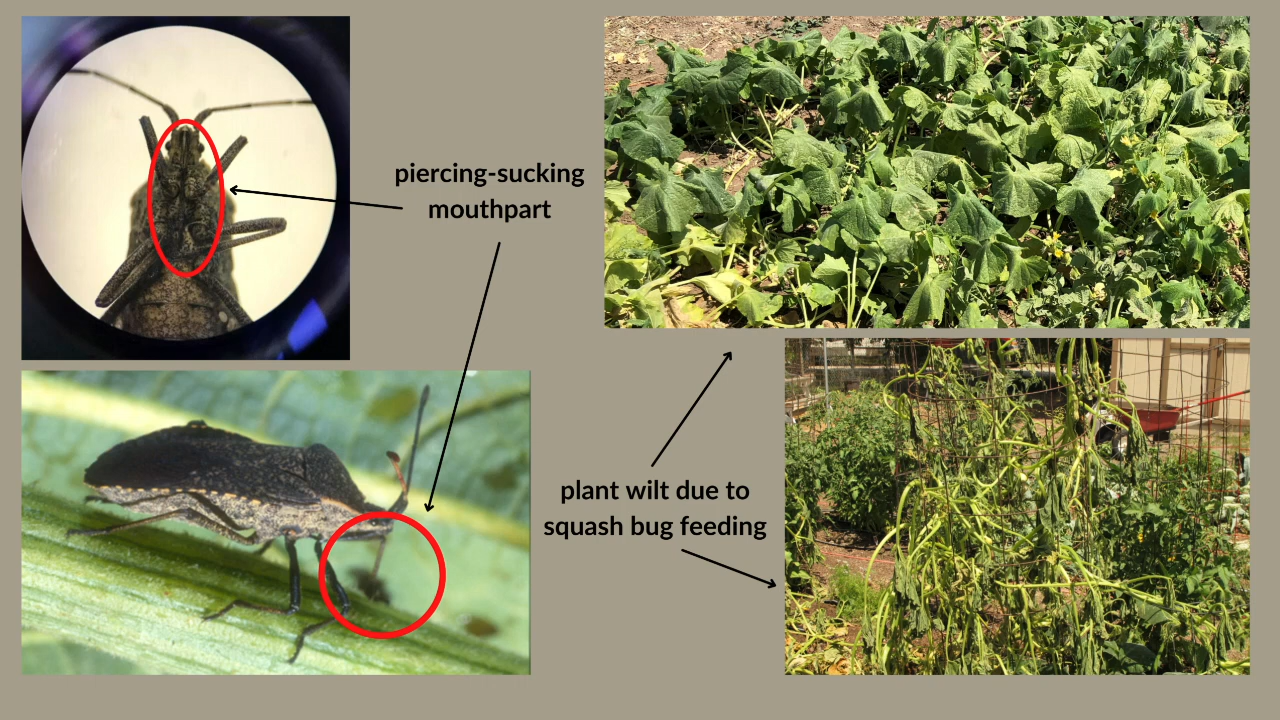 piercing-sucking
mouthpart
plant wilt due to
squash bug feeding